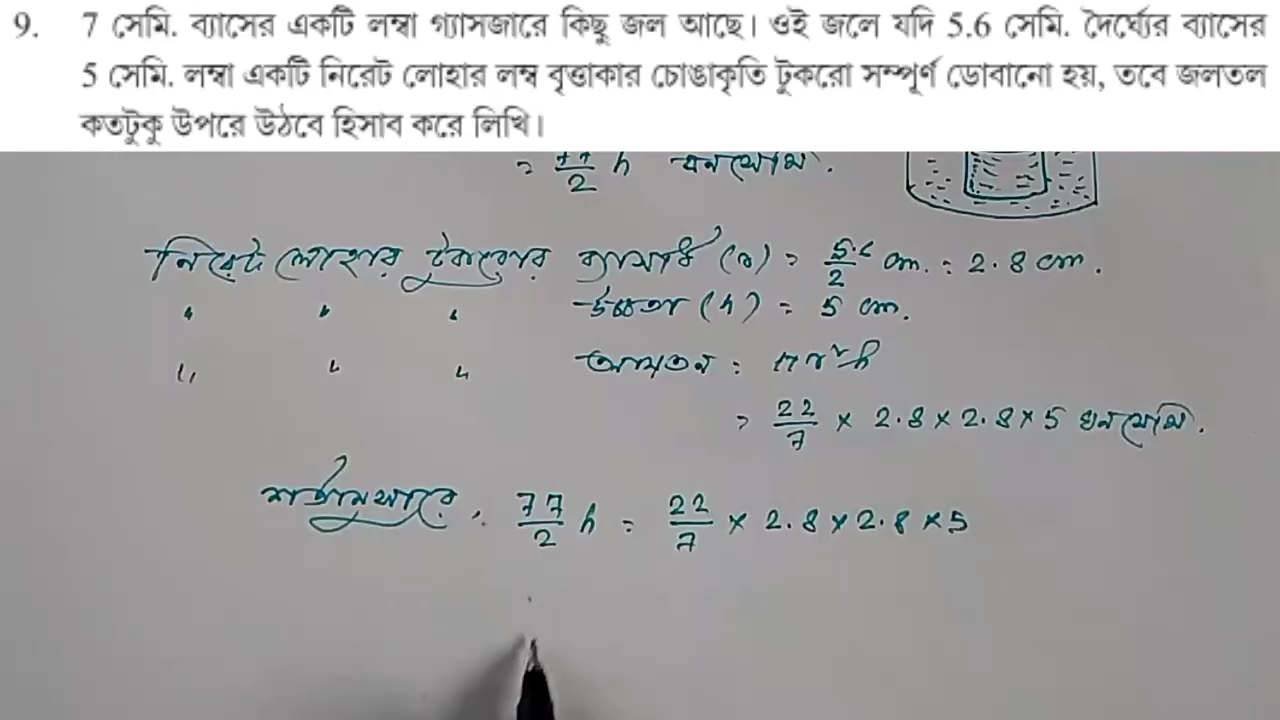 9. 7 সেমি. ব্যাসের একটি লম্বা গ্যাসজারে কিছু জল আছে। ওই জলে যদি 5.6 সেমি. দৈর্ঘ্যের ব্যাসের
5 সেমি. লম্বা একটি নিরেট লোহার লম্ব বৃত্তাকার চোঙাকৃতি টুকরো সম্পূর্ণ ডোবানো হয়, তবে জলতল
কতটুকু উপরে উঠবে হিসাব করে লিখি।
= 77/2 h ঘনসেমি.
নিরেট লোহার টুকরোর ব্যাসার্ধ (r) = 5.6/2 cm. = 2.8 cm.
" " " উচ্চতা (h) = 5 cm.
" " " আয়তন = πr²h
= 22/7 × 2.8 × 2.8 × 5 ঘনসেমি.
শর্তানুসারে, 77/2 h = 22/7 × 2.8 × 2.8 × 5